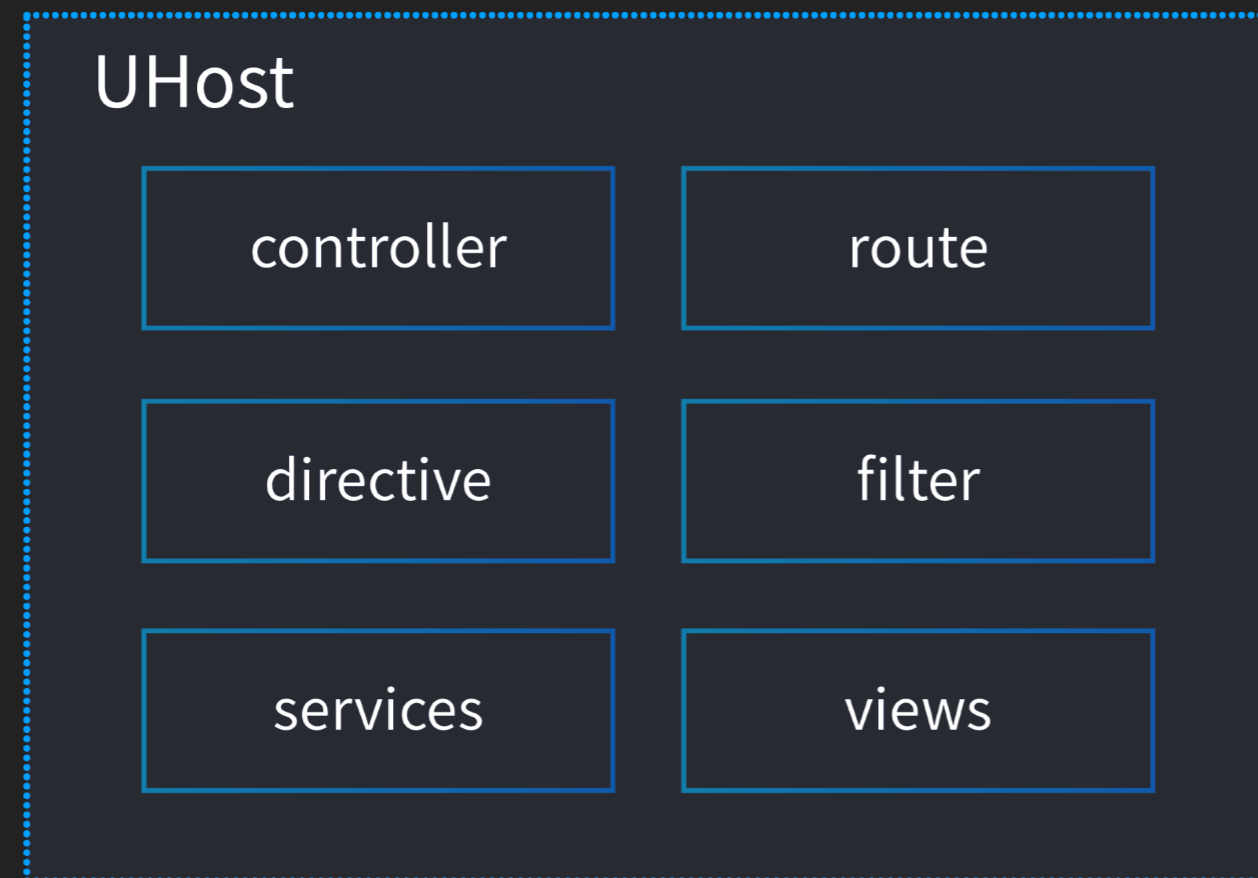 UHost
controller
route
directive
filter
services
views